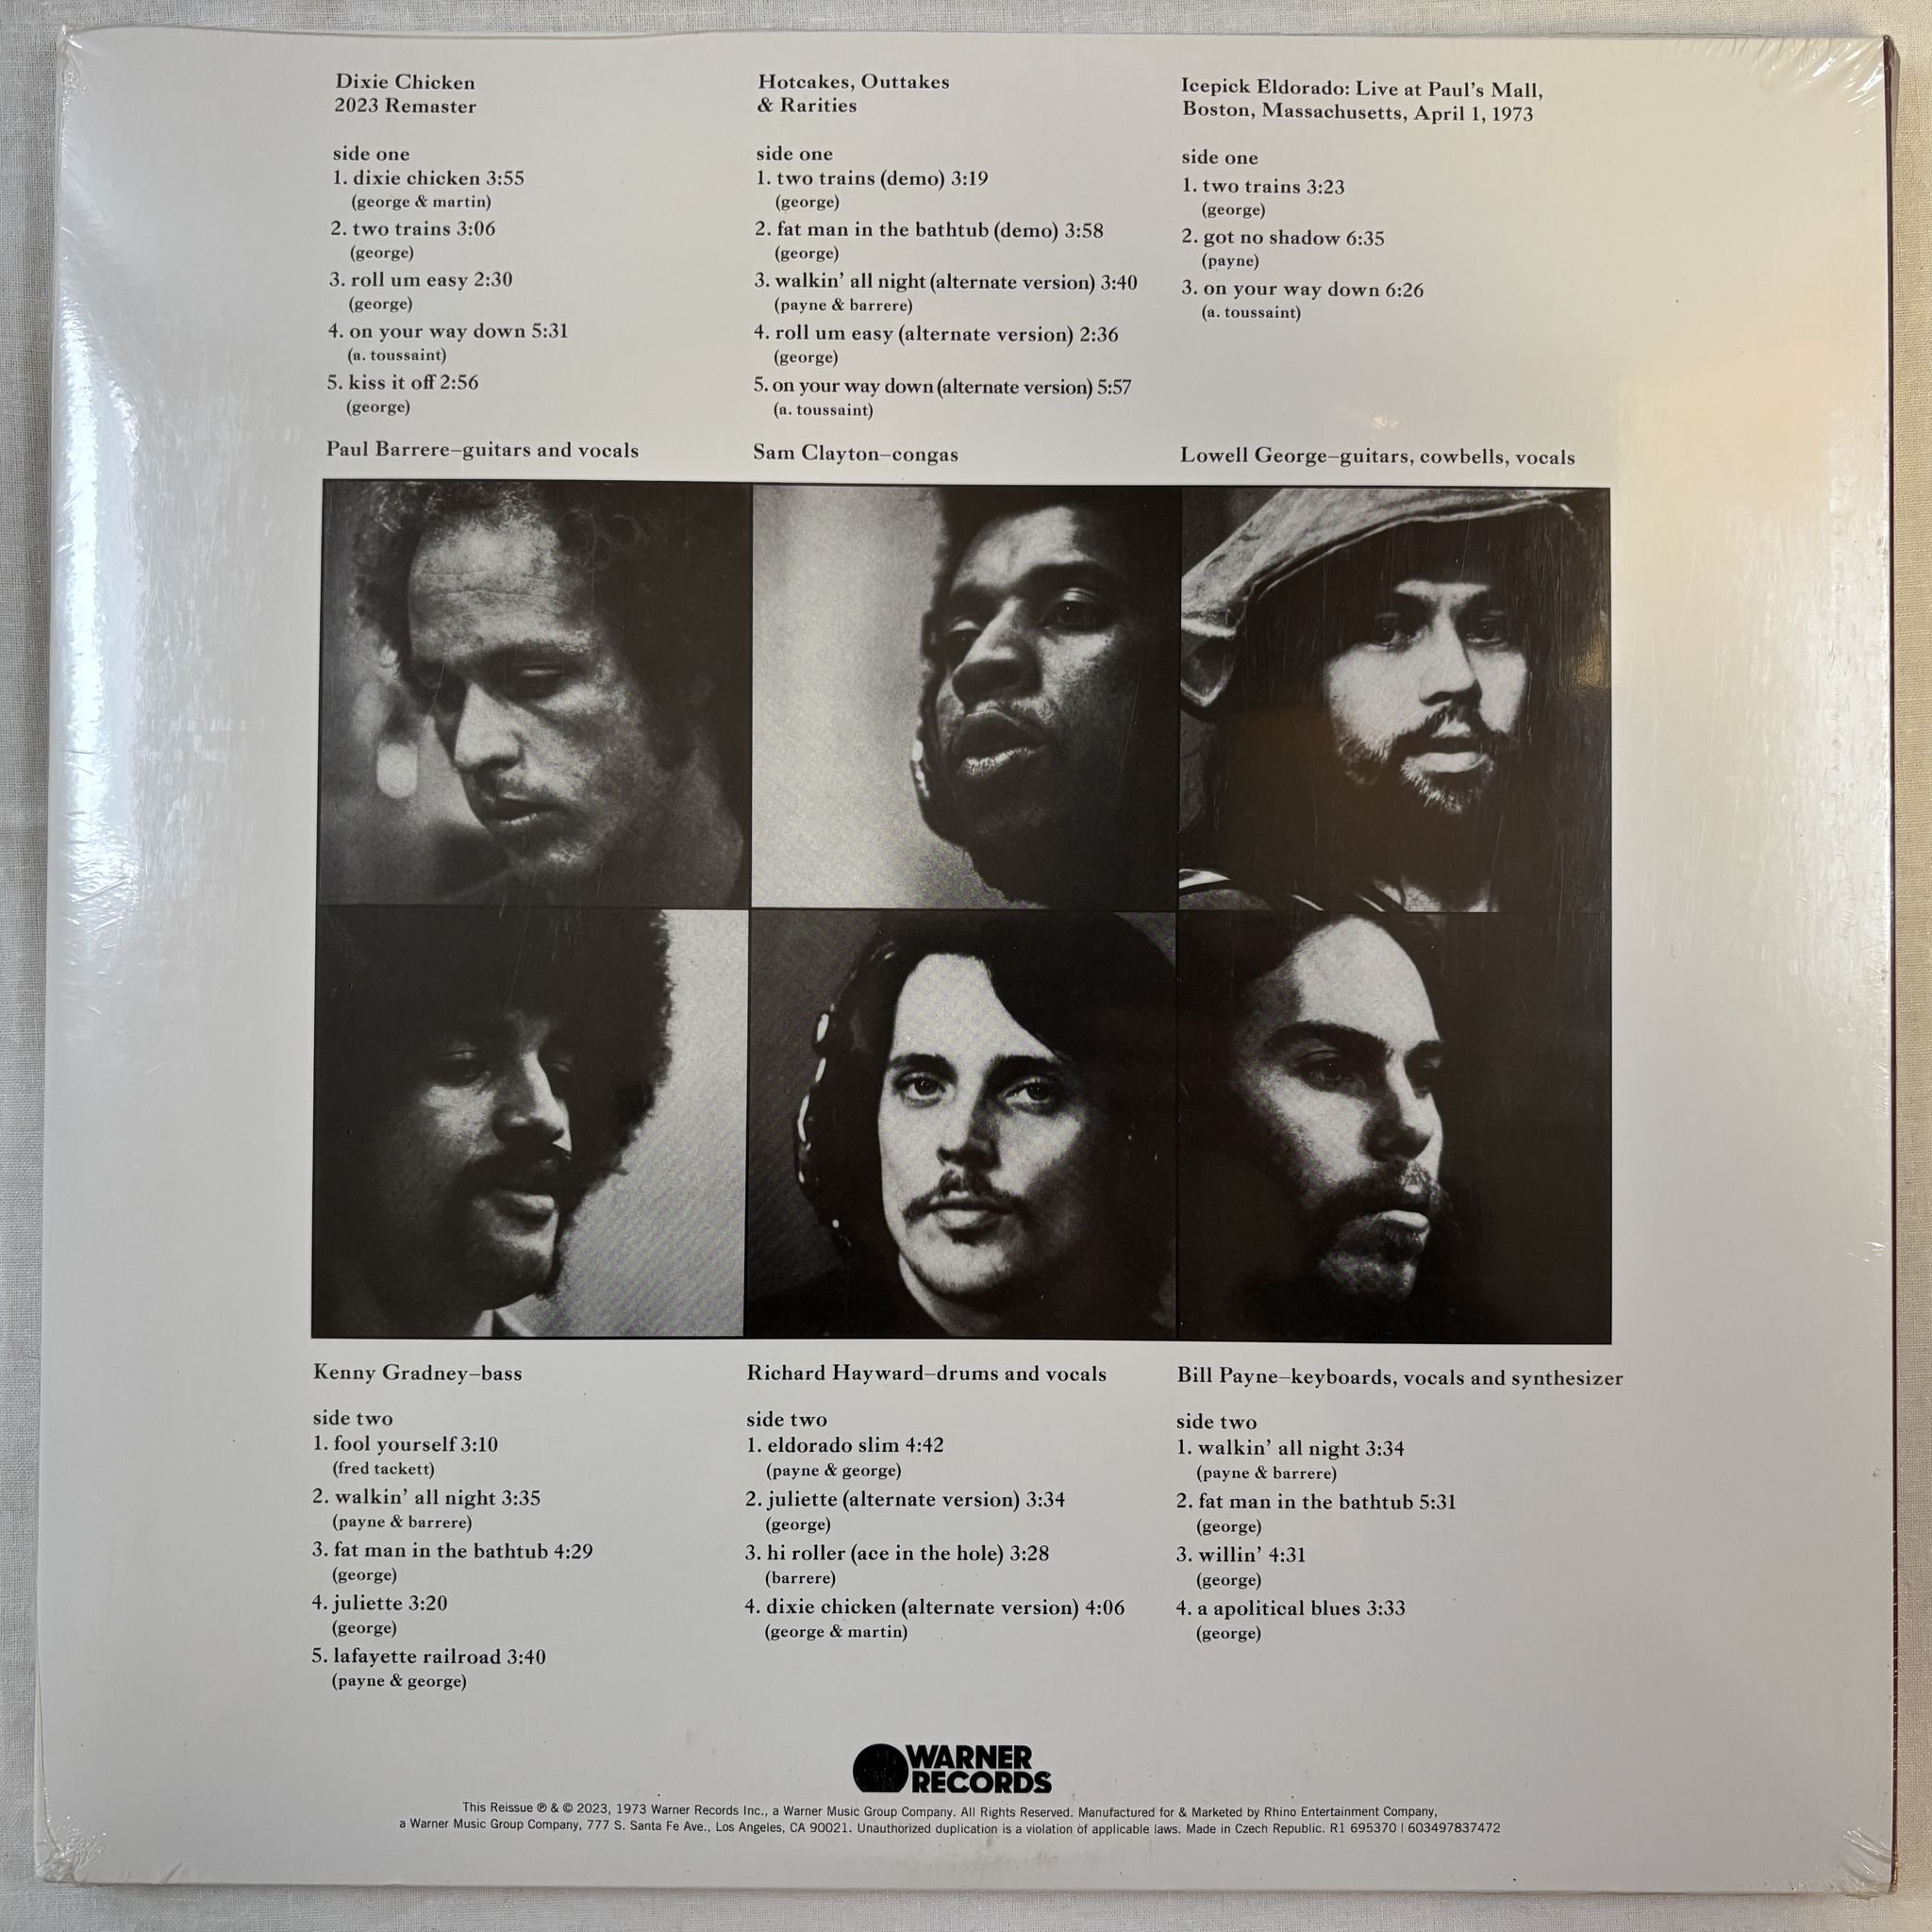 Dixie Chicken
2023 Remaster
side one
1. dixie chicken 3:55
(george & martin)
2. two trains 3:06
(george)
3. roll um easy 2:30
(george)
4. on your way down 5:31
(a. toussaint)
5. kiss it off 2:56
(george)
Hotcakes, Outtakes
& Rarities
side one
1. two trains (demo) 3:19
(george)
2. fat man in the bathtub (demo) 3:58
(george)
3. walkin' all night (alternate version) 3:40
(payne & barrere)
4. roll um easy (alternate version) 2:36
(george)
5. on your way down (alternate version) 5:57
(a. toussaint)
Icepick Eldorado: Live at Paul's Mall,
Boston, Massachusetts, April 1, 1973
side one
1. two trains 3:23
(george)
2. got no shadow 6:35
(payne)
3. on your way down 6:26
(a. toussaint)
Paul Barrere–guitars and vocals
Sam Clayton–congas
Lowell George–guitars, cowbells, vocals
Kenny Gradney–bass
Richard Hayward–drums and vocals
Bill Payne–keyboards, vocals and synthesizer
side two
1. fool yourself 3:10
(fred tackett)
2. walkin' all night 3:35
(payne & barrere)
3. fat man in the bathtub 4:29
(george)
4. juliette 3:20
(george)
5. lafayette railroad 3:40
(payne & george)
side two
1. eldorado slim 4:42
(payne & george)
2. juliette (alternate version) 3:34
(george)
3. hi roller (ace in the hole) 3:28
(barrere)
4. dixie chicken (alternate version) 4:06
(george & martin)
side two
1. walkin' all night 3:34
(payne & barrere)
2. fat man in the bathtub 5:31
(george)
3. willin' 4:31
(george)
4. a apolitical blues 3:33
(george)
WARNER
RECORDS
This Reissue ℗ & © 2023, 1973 Warner Records Inc., a Warner Music Group Company. All Rights Reserved. Manufactured for & Marketed by Rhino Entertainment Company,
a Warner Music Group Company, 777 S. Santa Fe Ave., Los Angeles, CA 90021. Unauthorized duplication is a violation of applicable laws. Made in Czech Republic. R1 695370 | 603497837472